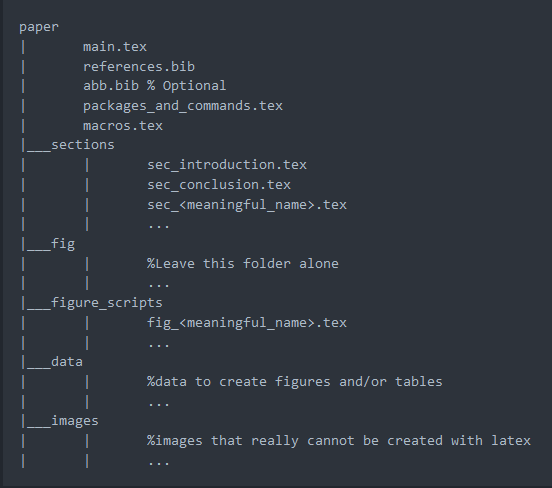 paper
|       main.tex
|       references.bib
|       abb.bib % Optional
|       packages_and_commands.tex
|       macros.tex
|___sections
|       |       sec_introduction.tex
|       |       sec_conclusion.tex
|       |       sec_<meaningful_name>.tex
|       |       ...
|___fig
|       |       %Leave this folder alone
|       |       ...
|___figure_scripts
|       |       fig_<meaningful_name>.tex
|       |       ...
|___data
|       |       %data to create figures and/or tables
|       |       ...
|___images
|       |       %images that really cannot be created with latex
|       |       ...